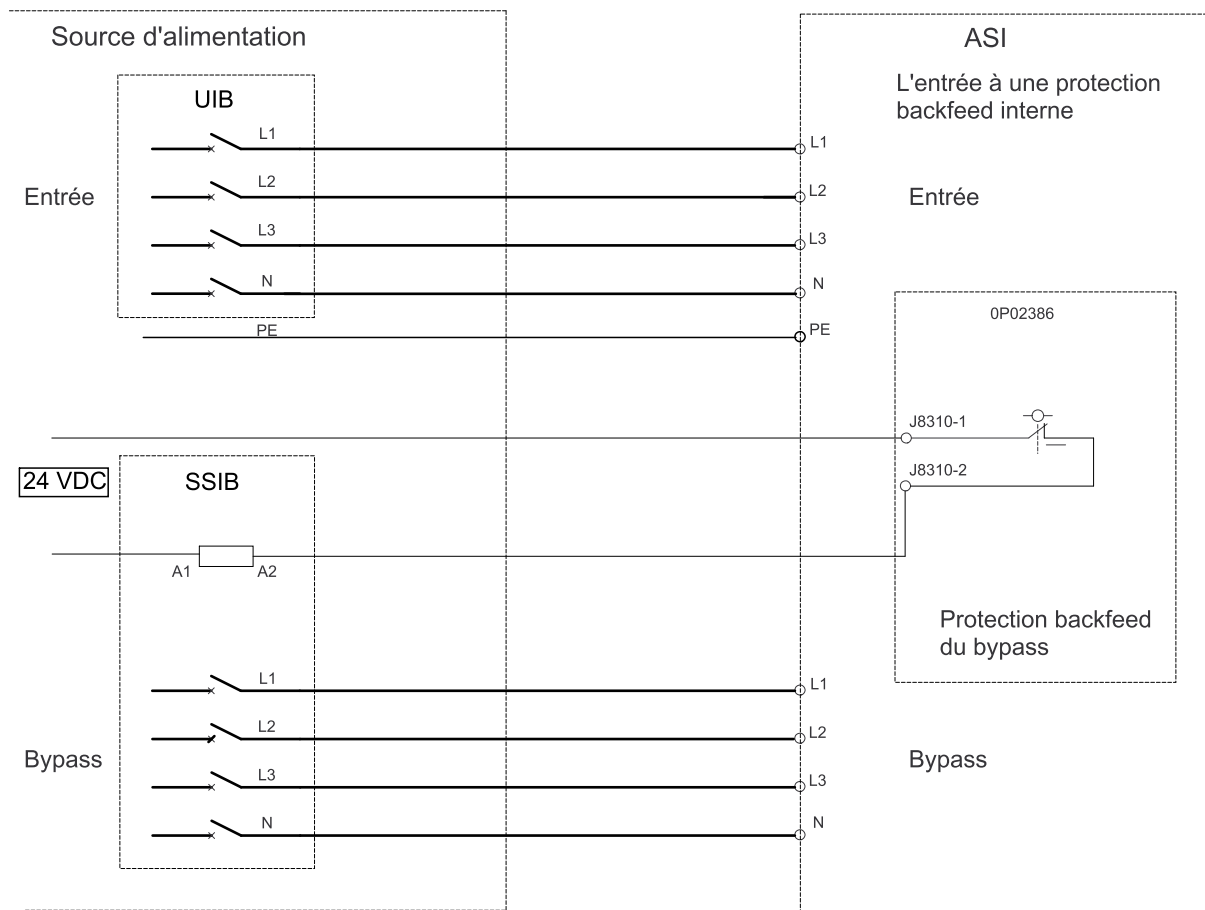 Source d'alimentation
ASI
L'entrée à une protection
backfeed interne
UIB
L1
L1
L2
L2
Entrée
Entrée
L3
L3
N
N
PE
PE
0P02386
J8310-1
J8310-2
24 VDC
SSIB
A1
A2
Protection backfeed
du bypass
L1
L1
L2
L2
Bypass
Bypass
L3
L3
N
N